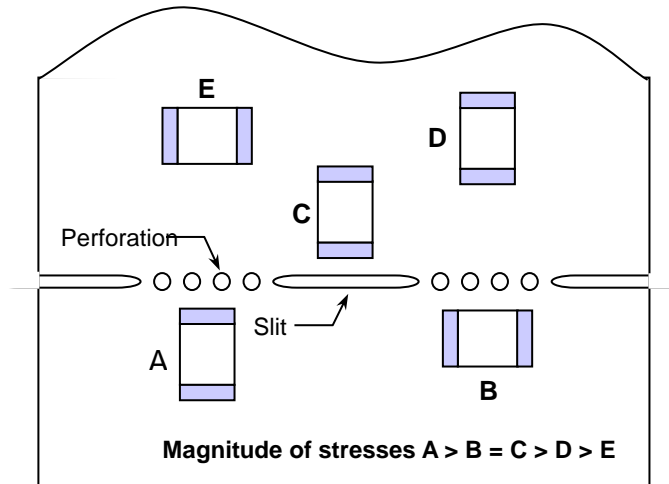 E
D
C
Perforation
Slit
A
B
Magnitude of stresses A > B = C > D > E